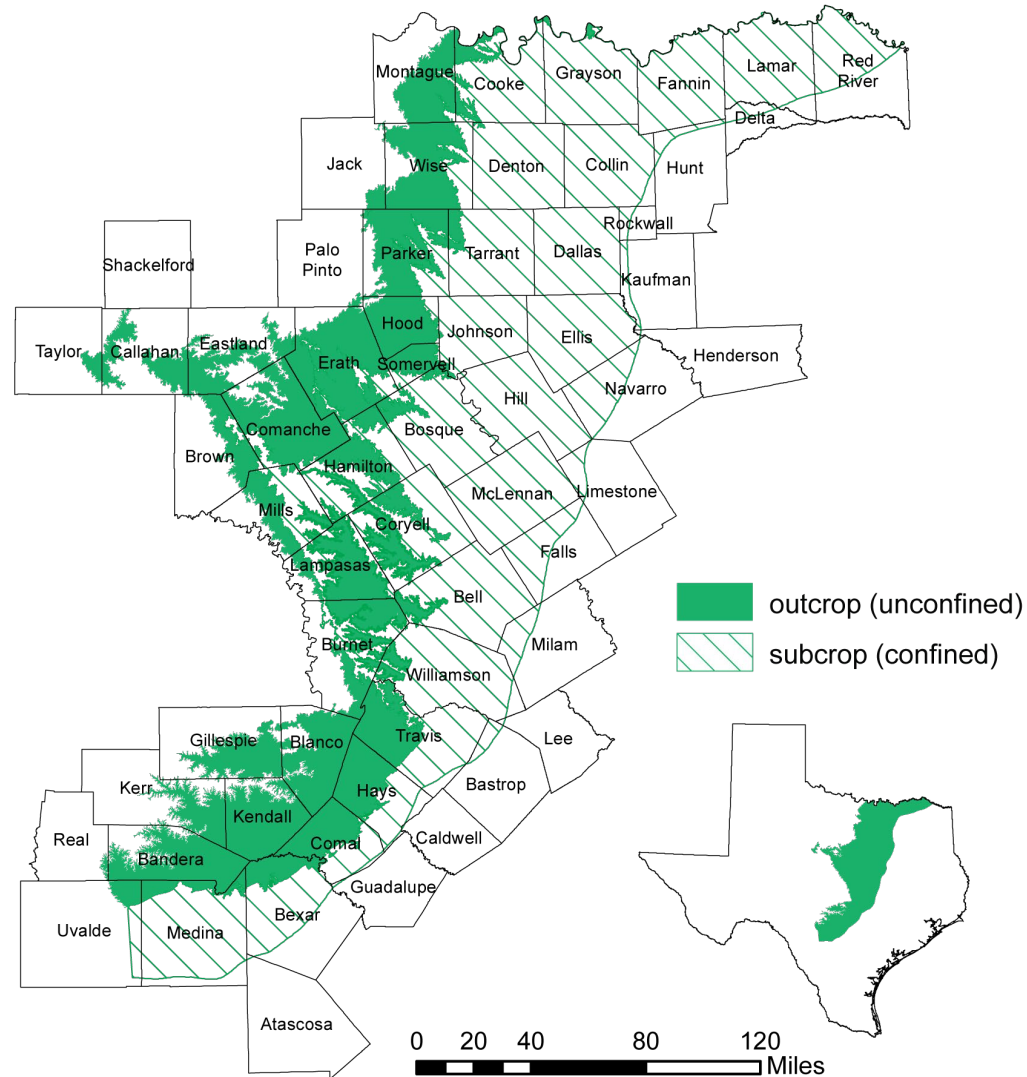 Montague
Cooke
Grayson
Fannin
Lamar
Red
River
Delta
Jack
Wise
Denton
Collin
Hunt
Rockwall
Shackelford
Palo
Pinto
Parker
Tarrant
Dallas
Kaufman
Taylor
Callahan
Eastland
Erath
Hood
Somervell
Johnson
Ellis
Henderson
Navarro
Hill
Comanche
Bosque
Brown
Hamilton
McLennan
Limestone
Mills
Coryell
Falls
Lampasas
Bell
outcrop (unconfined)
subcrop (confined)
Burnet
Milam
Williamson
Gillespie
Blanco
Travis
Lee
Kerr
Hays
Bastrop
Kendall
Real
Comal
Caldwell
Bandera
Guadalupe
Bexar
Uvalde
Medina
Atascosa
0 20 40 80 120
Miles